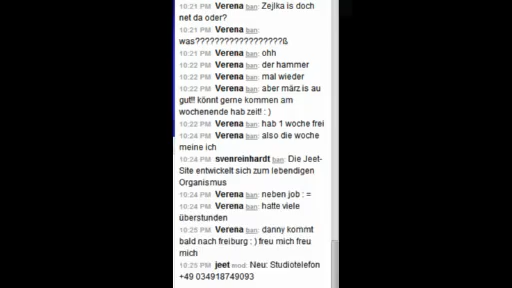 10:21 PM Verena ban: Zejlka is doch
net da oder?
10:21 PM Verena ban:
was??????????????????ß
10:21 PM Verena ban: ohh
10:22 PM Verena ban: der hammer
10:22 PM Verena ban: mal wieder
10:22 PM Verena ban: aber märz is au
gut!! könnt gerne kommen am
wochenende hab zeit! : )
10:22 PM Verena ban: hab 1 woche frei
10:24 PM Verena ban: also die woche
meine ich
10:24 PM svenreinhardt ban: Die Jeet-
Site entwickelt sich zum lebendigen
Organismus
10:24 PM Verena ban: neben job : =
10:24 PM Verena ban: hatte viele
überstunden
10:25 PM Verena ban: danny kommt
bald nach freiburg : ) freu mich freu
mich
10:25 PM jeet mod: Neu: Studiotelefon
+49 034918749093